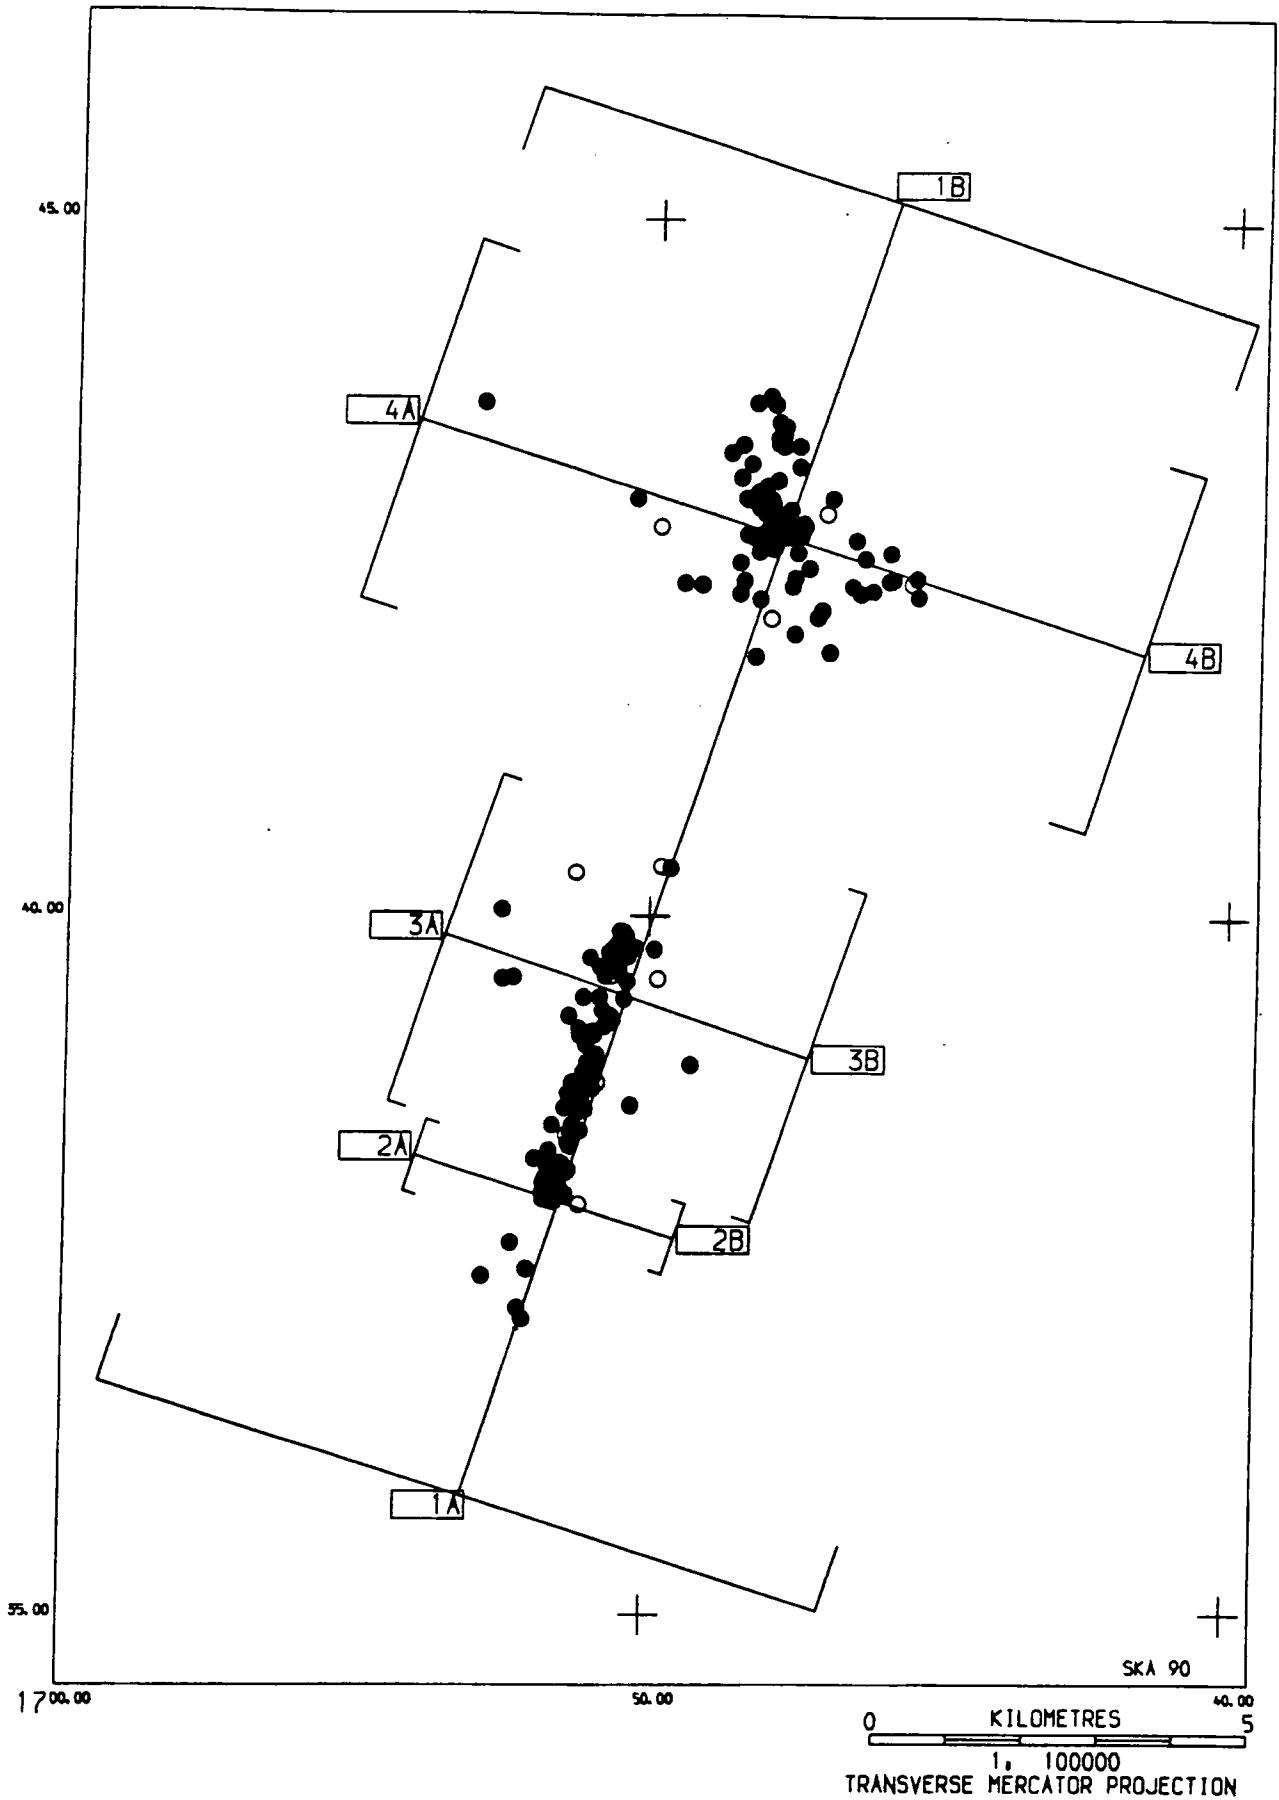 1B
45.00
4A
4B
40.00
3A
3B
2A
2B
1A
35.00
SKA 90
17 00.00 50.00 40.00
0 KILOMETRES 5
1, 100000
TRANSVERSE MERCATOR PROJECTION